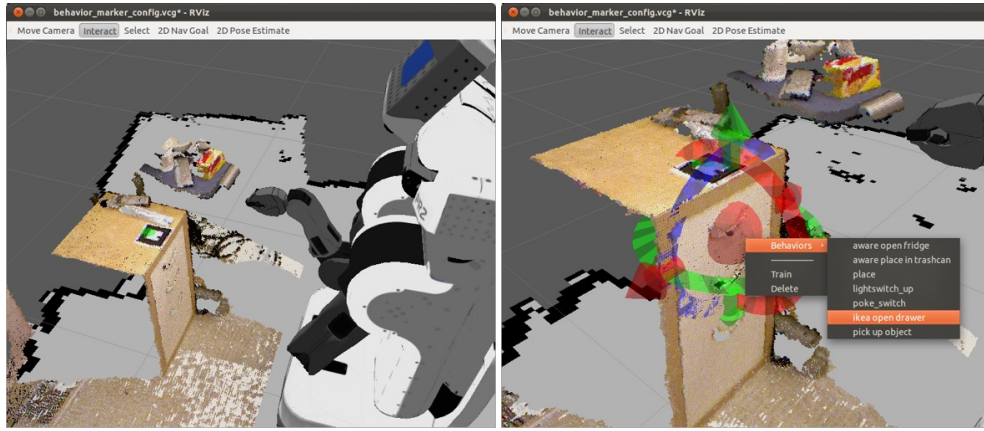 behavior_marker_config.vcg* - RViz
Move Camera Interact Select 2D Nav Goal 2D Pose Estimate
behavior_marker_config.vcg* - RViz
Move Camera Interact Select 2D Nav Goal 2D Pose Estimate
Behaviors
Train
Delete
aware open fridge
aware place in trashcan
place
lightswitch_up
poke_switch
ikea open drawer
pick up object